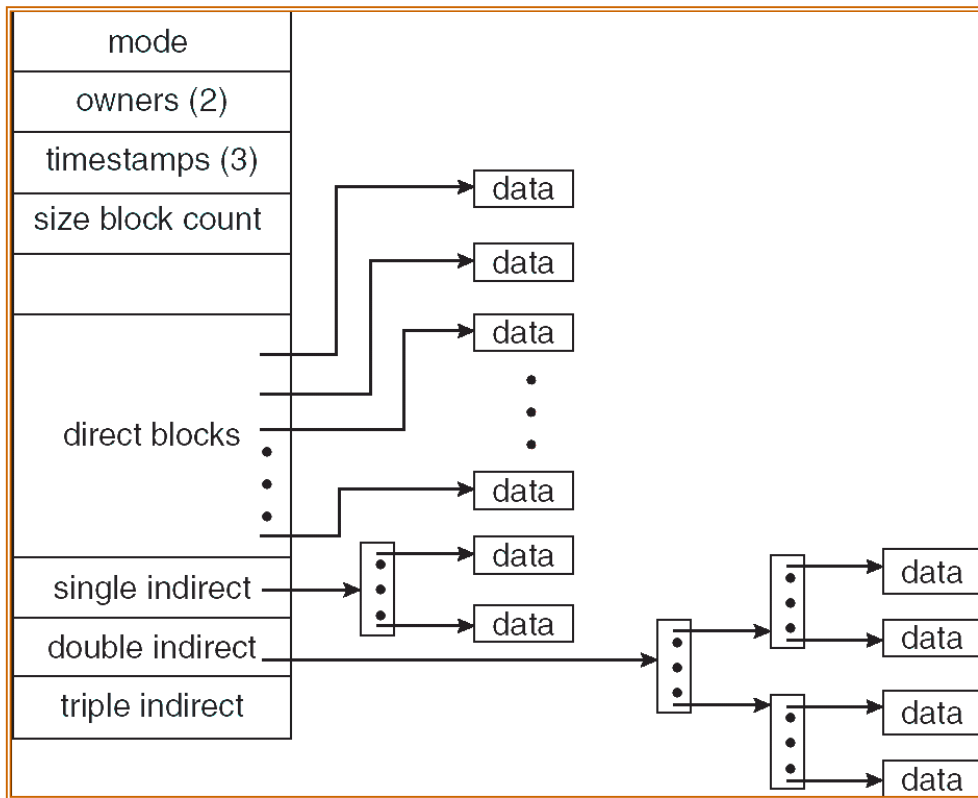 mode
owners (2)
timestamps (3)
size block count
direct blocks
single indirect
double indirect
triple indirect
data
data
data
data
data
data
data
data
data
data